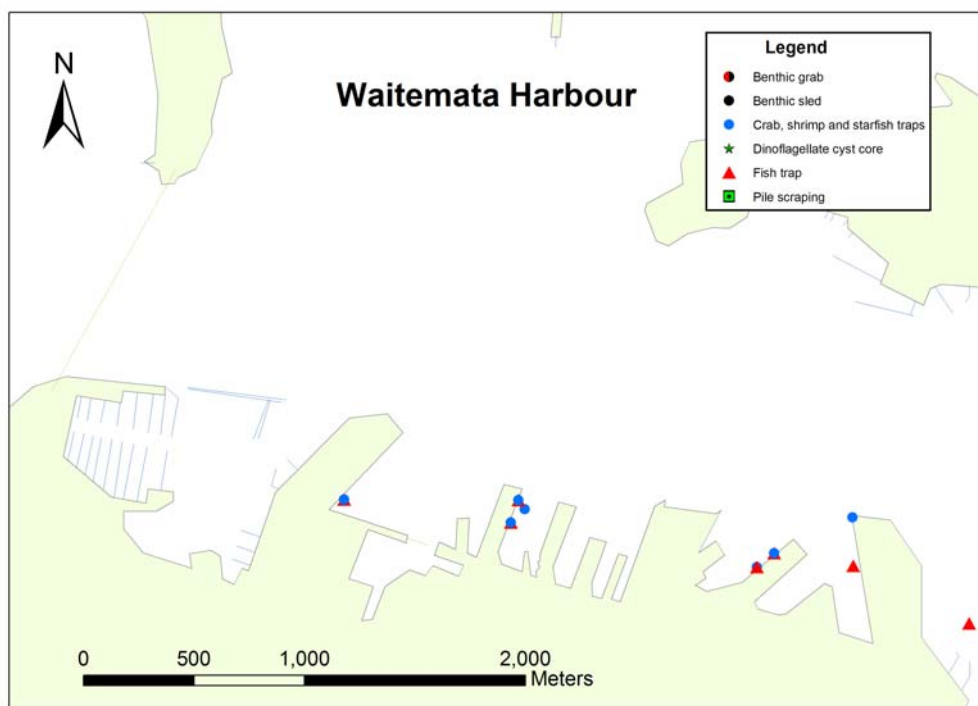 N
Waitemata Harbour
Legend
Benthic grab
Benthic sled
Crab, shrimp and starfish traps
Dinoflagellate cyst core
Fish trap
Pile scraping
0 500 1,000 2,000
Meters